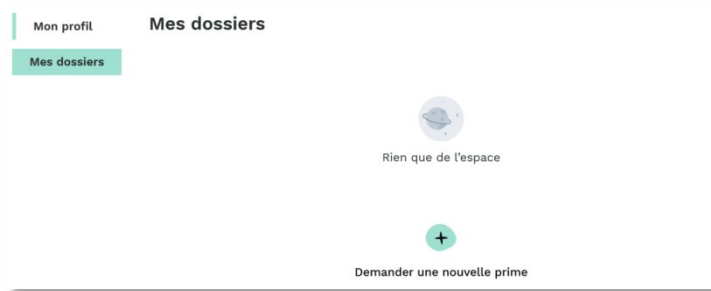 Mon profil
Mes dossiers
Mes dossiers
Rien que de l'espace
Demander une nouvelle prime